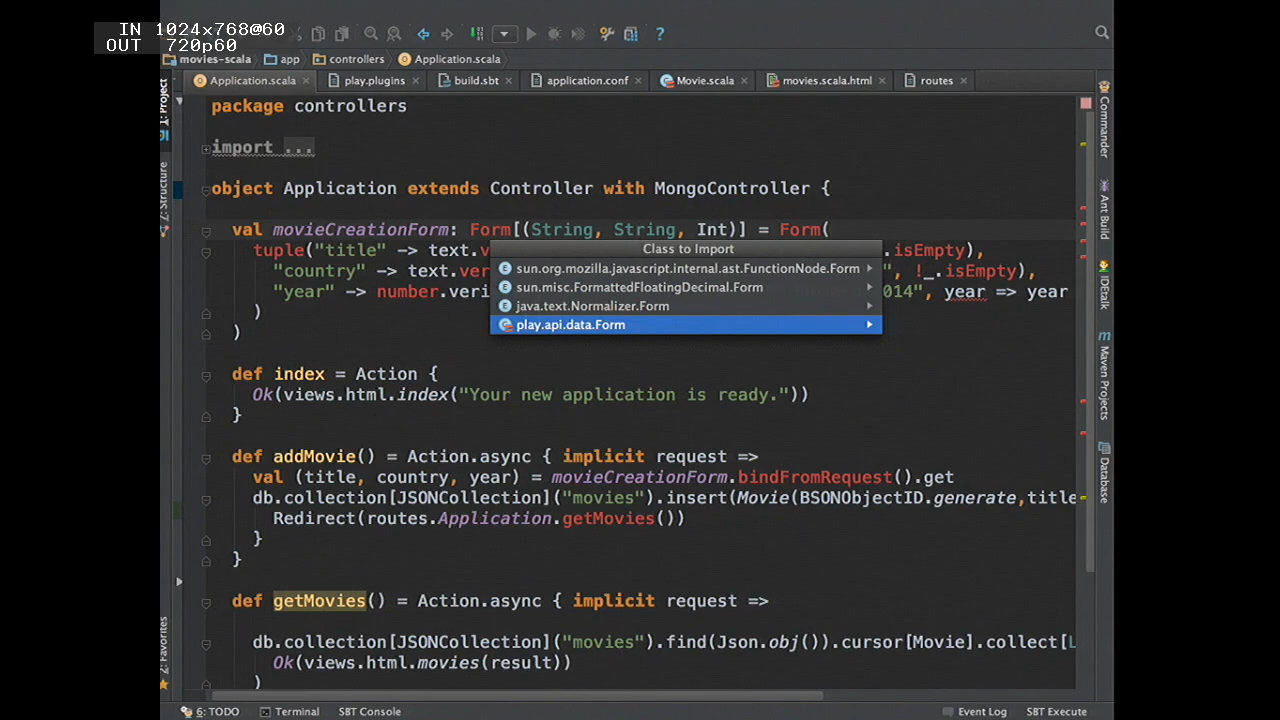 IN 1024x768@60
OUT 720p60
movies-scala app controllers Application.scala
Application.scala play.plugins build.sbt application.conf Movie.scala movies.scala.html routes
1: Project
Z: Structure
2: Favorites
package controllers
import ...
object Application extends Controller with MongoController {
val movieCreationForm: Form[(String, String, Int)] = Form(
tuple("title" -> text.v .isEmpty),
"country" -> text.ver ", !_.isEmpty),
"year" -> number.veri 014", year => year
)
)
Class to Import
sun.org.mozilla.javascript.internal.ast.FunctionNode.Form
sun.misc.FormattedFloatingDecimal.Form
java.text.Normalizer.Form
play.api.data.Form
def index = Action {
Ok(views.html.index("Your new application is ready."))
}
def addMovie() = Action.async { implicit request =>
val (title, country, year) = movieCreationForm.bindFromRequest().get
db.collection[JSONCollection]("movies").insert(Movie(BSONObjectID.generate,title
Redirect(routes.Application.getMovies())
}
}
def getMovies() = Action.async { implicit request =>
db.collection[JSONCollection]("movies").find(Json.obj()).cursor[Movie].collect[L
Ok(views.html.movies(result))
)
Commander
Ant Build
IDEtalk
Maven Projects
Database
6: TODO Terminal SBT Console Event Log SBT Execute